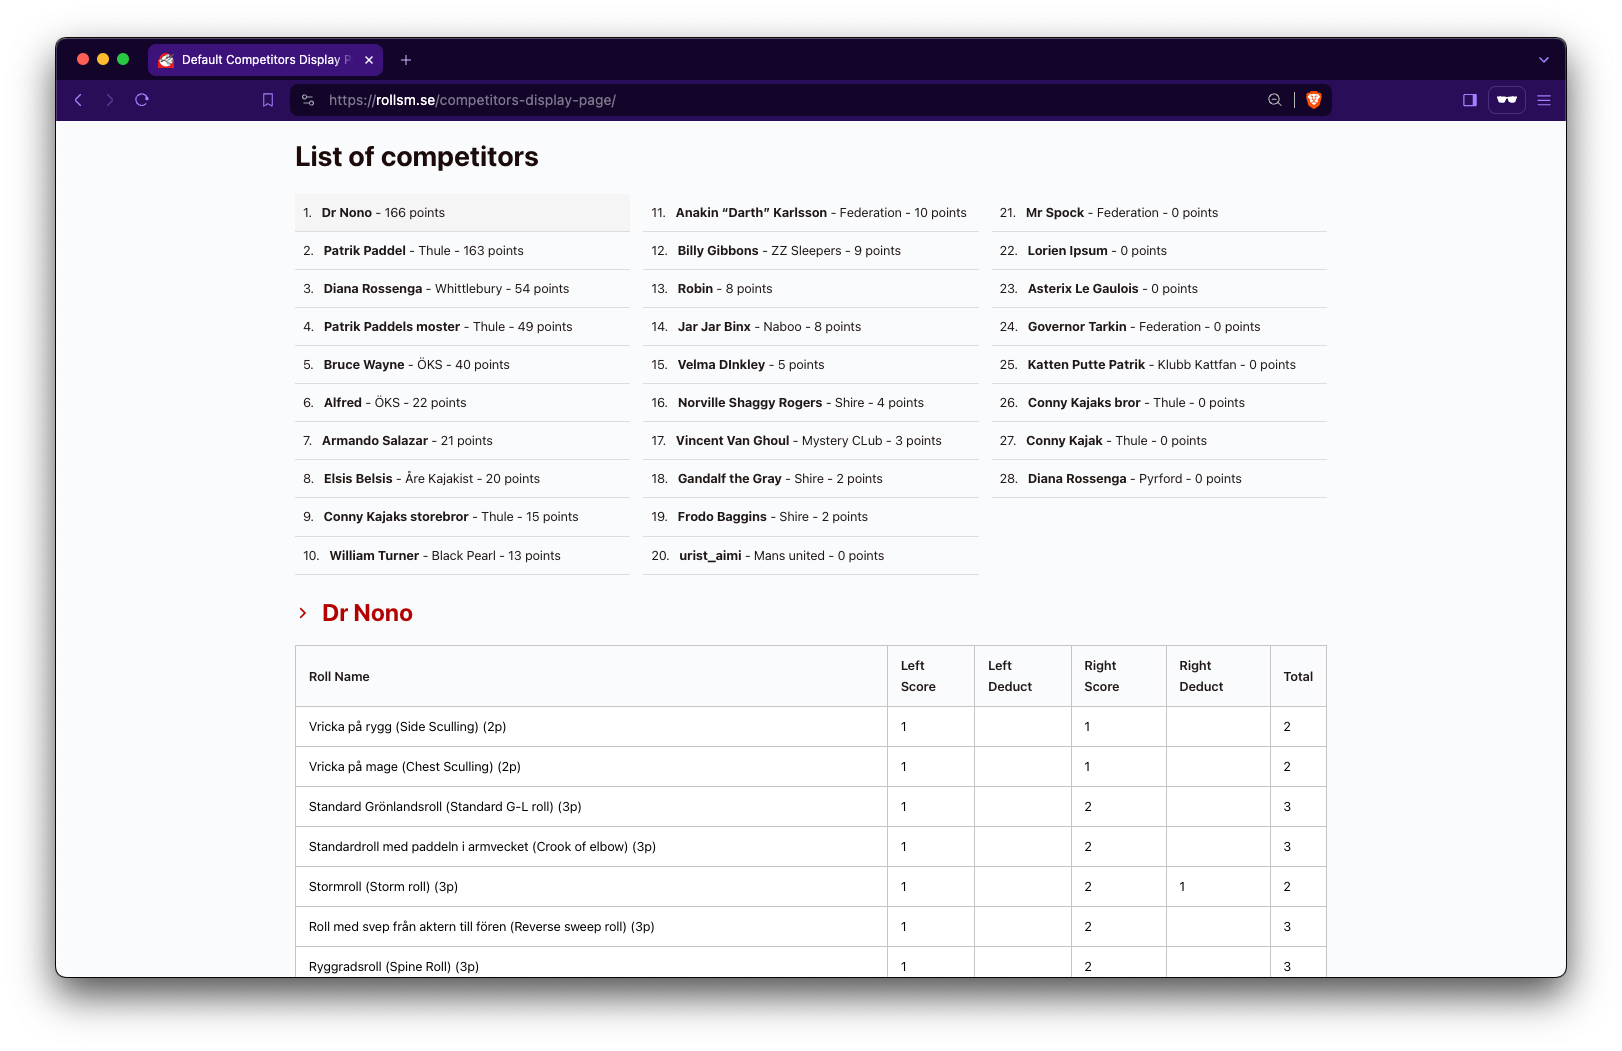 Default Competitors Display P
https://rollsm.se/competitors-display-page/
List of competitors
1. Dr Nono - 166 points
2. Patrik Paddel - Thule - 163 points
3. Diana Rossenga - Whittlebury - 54 points
4. Patrik Paddels moster - Thule - 49 points
5. Bruce Wayne - ÖKS - 40 points
6. Alfred - ÖKS - 22 points
7. Armando Salazar - 21 points
8. Elsis Belsis - Åre Kajakist - 20 points
9. Conny Kajaks storebror - Thule - 15 points
10. William Turner - Black Pearl - 13 points
11. Anakin “Darth” Karlsson - Federation - 10 points
12. Billy Gibbons - ZZ Sleepers - 9 points
13. Robin - 8 points
14. Jar Jar Binx - Naboo - 8 points
15. Velma DInkley - 5 points
16. Norville Shaggy Rogers - Shire - 4 points
17. Vincent Van Ghoul - Mystery CLub - 3 points
18. Gandalf the Gray - Shire - 2 points
19. Frodo Baggins - Shire - 2 points
20. urist_aimi - Mans united - 0 points
21. Mr Spock - Federation - 0 points
22. Lorien Ipsum - 0 points
23. Asterix Le Gaulois - 0 points
24. Governor Tarkin - Federation - 0 points
25. Katten Putte Patrik - Klubb Kattfan - 0 points
26. Conny Kajaks bror - Thule - 0 points
27. Conny Kajak - Thule - 0 points
28. Diana Rossenga - Pyrford - 0 points
Dr Nono
Roll Name Left Score Left Deduct Right Score Right Deduct Total
Vricka på rygg (Side Sculling) (2p) 1 1 2
Vricka på mage (Chest Sculling) (2p) 1 1 2
Standard Grönlandsroll (Standard G-L roll) (3p) 1 2 3
Standardroll med paddeln i armvecket (Crook of elbow) (3p) 1 2 3
Stormroll (Storm roll) (3p) 1 2 1 2
Roll med svep från aktern till fören (Reverse sweep roll) (3p) 1 2 3
Ryggradsroll (Spine Roll) (3p) 1 2 3